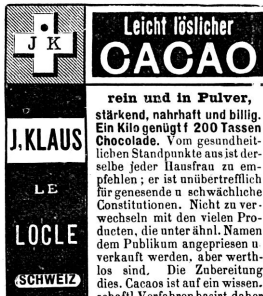 J K
J. KLAUS
LE
LOCLE
(SCHWEIZ)
Leicht löslicher
CACAO
rein und in Pulver,
stärkend, nahrhaft und billig.
Ein Kilo genügt f 200 Tassen
Chocolade. Vom gesundheit-
lichen Standpunkte aus ist der-
selbe jeder Hausfrau zu em-
pfehlen; er ist unübertrefflich
für genesende u schwächliche
Constitutionen. Nicht zu ver-
wechseln mit den vielen Pro-
ducten, die unter ähnl. Namen
dem Publikum angepriesen u
verkauft werden, aber werth-
los sind. Die Zubereitung
dies. Cacaos ist auf ein wissen.